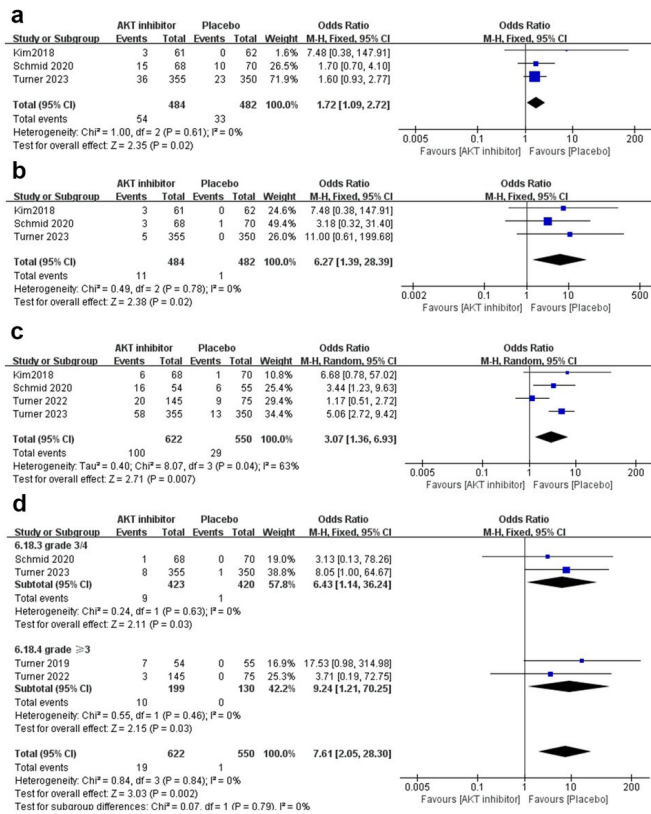 a
AKT inhibitor Placebo Odds Ratio Odds Ratio
Study or Subgroup Events Total Events Total Weight M-H, Fixed, 95% CI M-H, Fixed, 95% CI
Kim2018 3 61 0 62 1.6% 7.48 [0.38, 147.91]
Schmid 2020 15 68 10 70 26.5% 1.70 [0.70, 4.10]
Turner 2023 36 355 23 350 71.9% 1.60 [0.93, 2.77]
Total (95% CI) 484 482 100.0% 1.72 [1.09, 2.72]
Total events 54 33
Heterogeneity: Chi² = 1.00, df = 2 (P = 0.61); I² = 0%
Test for overall effect: Z = 2.35 (P = 0.02)
0.005 0.1 1 10 200
Favours [AKT inhibitor] Favours [Placebo]
b
AKT inhibitor Placebo Odds Ratio Odds Ratio
Study or Subgroup Events Total Events Total Weight M-H, Fixed, 95% CI M-H, Fixed, 95% CI
Kim2018 3 61 0 62 24.6% 7.48 [0.38, 147.91]
Schmid 2020 3 68 1 70 49.4% 3.18 [0.32, 31.40]
Turner 2023 5 355 0 350 26.0% 11.00 [0.61, 199.68]
Total (95% CI) 484 482 100.0% 6.27 [1.39, 28.39]
Total events 11 1
Heterogeneity: Chi² = 0.49, df = 2 (P = 0.78); I² = 0%
Test for overall effect: Z = 2.38 (P = 0.02)
0.002 0.1 1 10 500
Favours [AKT inhibitor] Favours [Placebo]
c
AKT inhibitor Placebo Odds Ratio Odds Ratio
Study or Subgroup Events Total Events Total Weight M-H, Random, 95% CI M-H, Random, 95% CI
Kim2018 6 68 1 70 10.8% 6.68 [0.78, 57.02]
Schmid 2020 16 54 6 55 25.4% 3.44 [1.23, 9.63]
Turner 2022 20 145 9 75 29.4% 1.17 [0.51, 2.72]
Turner 2023 58 355 13 350 34.4% 5.06 [2.72, 9.42]
Total (95% CI) 622 550 100.0% 3.07 [1.36, 6.93]
Total events 100 29
Heterogeneity: Tau² = 0.40; Chi² = 8.07, df = 3 (P = 0.04); I² = 63%
Test for overall effect: Z = 2.71 (P = 0.007)
0.005 0.1 1 10 200
Favours [AKT inhibitor] Favours [Placebo]
d
AKT inhibitor Placebo Odds Ratio Odds Ratio
Study or Subgroup Events Total Events Total Weight M-H, Fixed, 95% CI M-H, Fixed, 95% CI
6.18.3 grade 3/4
Schmid 2020 1 68 0 70 19.0% 3.13 [0.13, 78.26]
Turner 2023 8 355 1 350 38.8% 8.05 [1.00, 64.67]
Subtotal (95% CI) 423 420 57.8% 6.43 [1.14, 36.24]
Total events 9 1
Heterogeneity: Chi² = 0.24, df = 1 (P = 0.63); I² = 0%
Test for overall effect: Z = 2.11 (P = 0.03)
6.18.4 grade ≥3
Turner 2019 7 54 0 55 16.9% 17.53 [0.98, 314.98]
Turner 2022 3 145 0 75 25.3% 3.71 [0.19, 72.75]
Subtotal (95% CI) 199 130 42.2% 9.24 [1.21, 70.25]
Total events 10 0
Heterogeneity: Chi² = 0.55, df = 1 (P = 0.46); I² = 0%
Test for overall effect: Z = 2.15 (P = 0.03)
Total (95% CI) 622 550 100.0% 7.61 [2.05, 28.30]
Total events 19 1
Heterogeneity: Chi² = 0.84, df = 3 (P = 0.84); I² = 0%
Test for overall effect: Z = 3.03 (P = 0.002)
Test for subgroup differences: Chi² = 0.07, df = 1 (P = 0.79), I² = 0%
0.005 0.1 1 10 200
Favours [AKT inhibitor] Favours [Placebo]